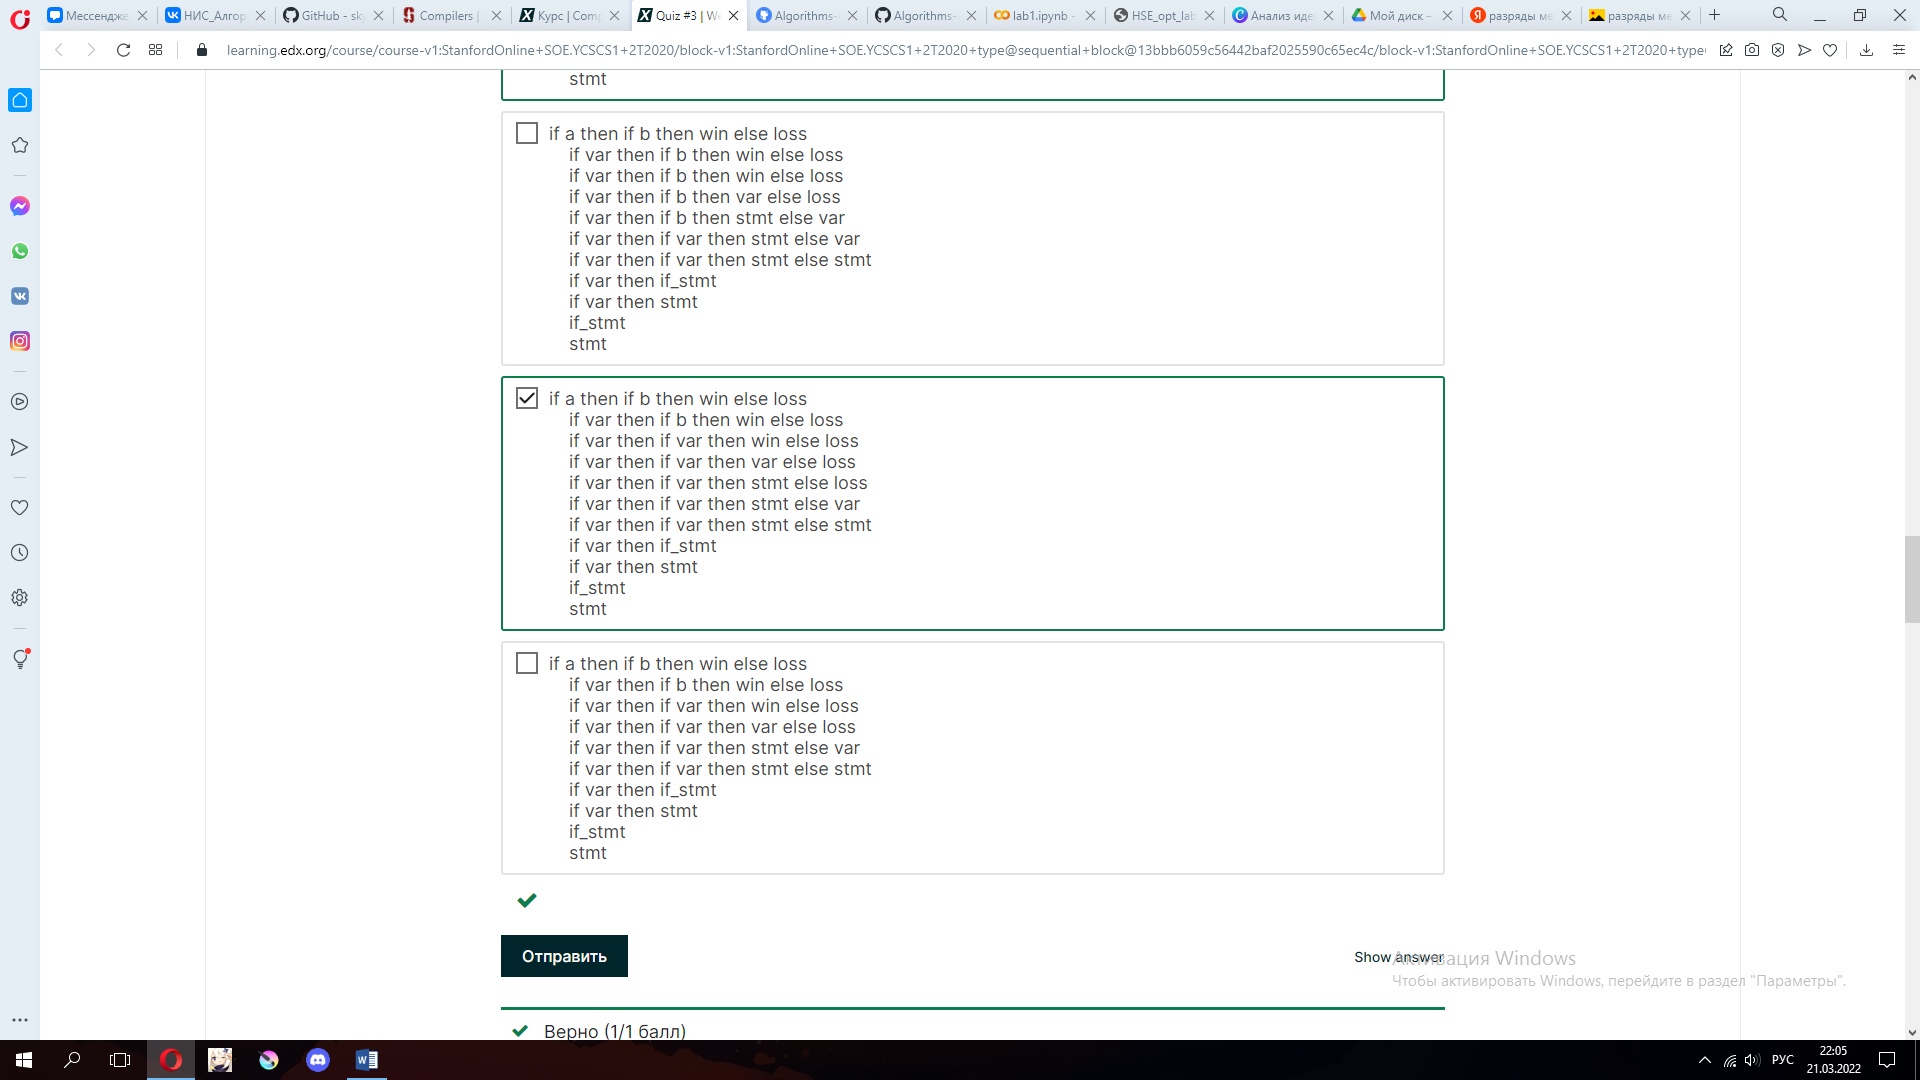 Мессендже
НИС_Алгор
GitHub - sky
Compilers |
Курс | Comp
Quiz #3 | We
Algorithms-
Algorithms-
lab1.ipynb -
HSE_opt_lab
Анализ иде
Мой диск –
разряды ме
разряды ме
learning.edx.org/course/course-v1:StanfordOnline+SOE.YCSCS1+2T2020/block-v1:StanfordOnline+SOE.YCSCS1+2T2020+type@sequential+block@13bbb6059c56442baf2025590c65ec4c/block-v1:StanfordOnline+SOE.YCSCS1+2T2020+type
stmt
if a then if b then win else loss
if var then if b then win else loss
if var then if b then win else loss
if var then if b then var else loss
if var then if b then stmt else var
if var then if var then stmt else var
if var then if var then stmt else stmt
if var then if_stmt
if var then stmt
if_stmt
stmt
if a then if b then win else loss
if var then if b then win else loss
if var then if var then win else loss
if var then if var then var else loss
if var then if var then stmt else loss
if var then if var then stmt else var
if var then if var then stmt else stmt
if var then if_stmt
if var then stmt
if_stmt
stmt
if a then if b then win else loss
if var then if b then win else loss
if var then if var then win else loss
if var then if var then var else loss
if var then if var then stmt else var
if var then if var then stmt else stmt
if var then if_stmt
if var then stmt
if_stmt
stmt
Отправить
Show answer
Активация Windows
Чтобы активировать Windows, перейдите в раздел "Параметры".
Верно (1/1 балл)
РУС
22:05
21.03.2022